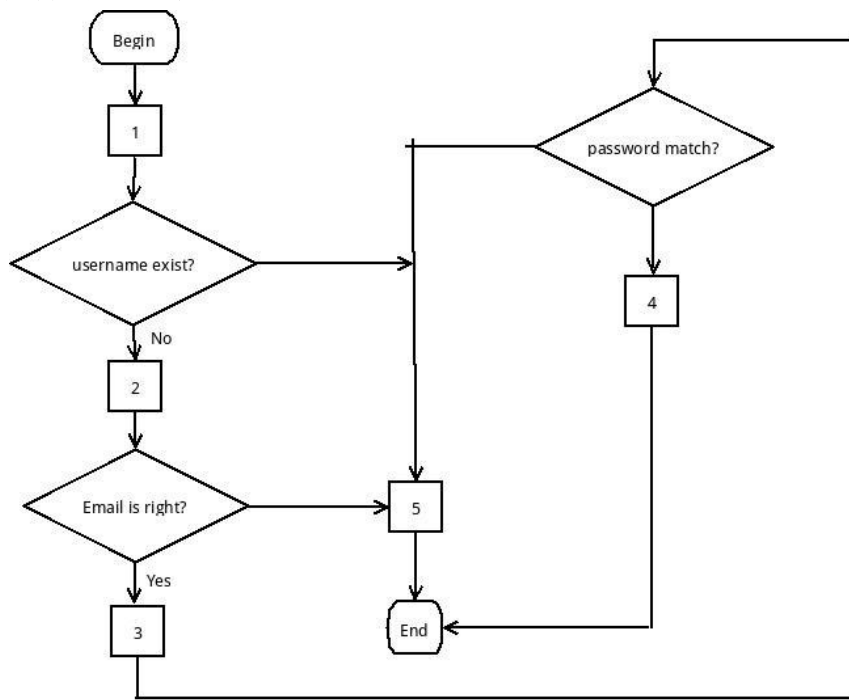 Begin
1
username exist?
No
2
Email is right?
Yes
3
password match?
4
5
End